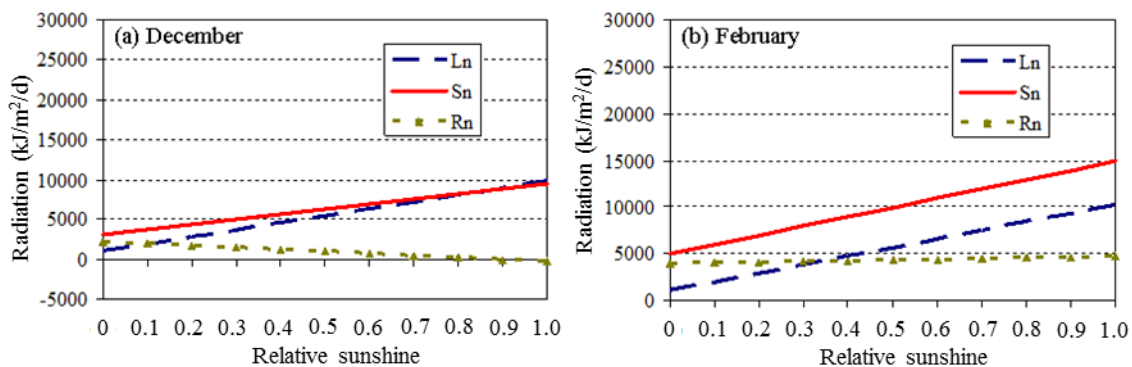 (a) December
Radiation (kJ/m²/d)
30000
25000
20000
15000
10000
5000
0
-5000
Ln
Sn
Rn
0 0.1 0.2 0.3 0.4 0.5 0.6 0.7 0.8 0.9 1.0
Relative sunshine
(b) February
Radiation (kJ/m²/d)
30000
25000
20000
15000
10000
5000
0
Ln
Sn
Rn
0 0.1 0.2 0.3 0.4 0.5 0.6 0.7 0.8 0.9 1.0
Relative sunshine